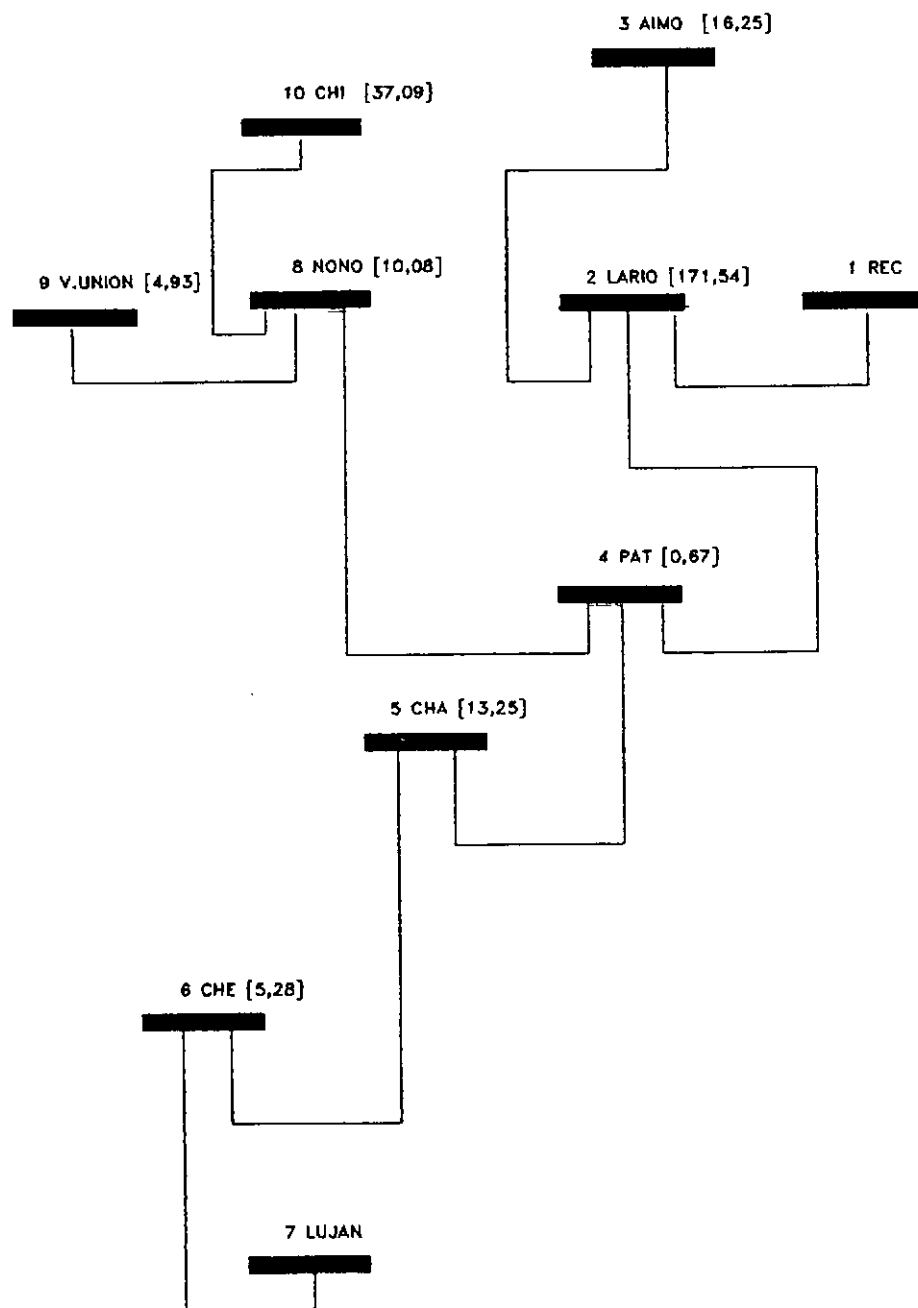 3 AIMO [16,25]
10 CHI [37,09]
8 NONO [10,08]
9 V.UNION [4,93]
2 LARIO [171,54]
1 REC
4 PAT [0,67]
5 CHA [13,25]
6 CHE [5,28]
7 LUJAN